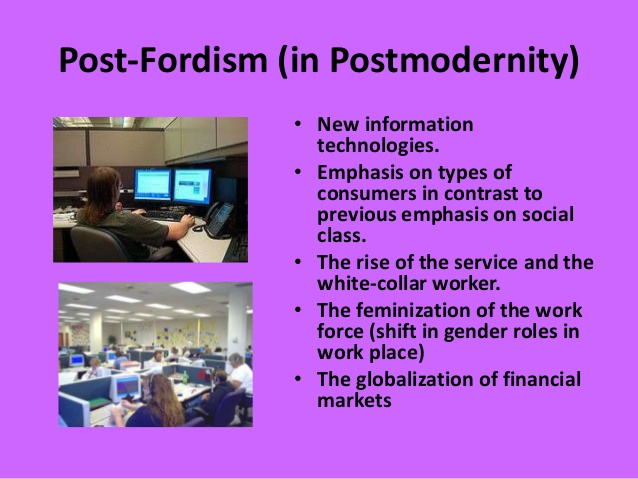 Post-Fordism (in Postmodernity)
• New information
technologies.
• Emphasis on types of
consumers in contrast to
previous emphasis on social
class.
• The rise of the service and the
white-collar worker.
• The feminization of the work
force (shift in gender roles in
work place)
• The globalization of financial
markets